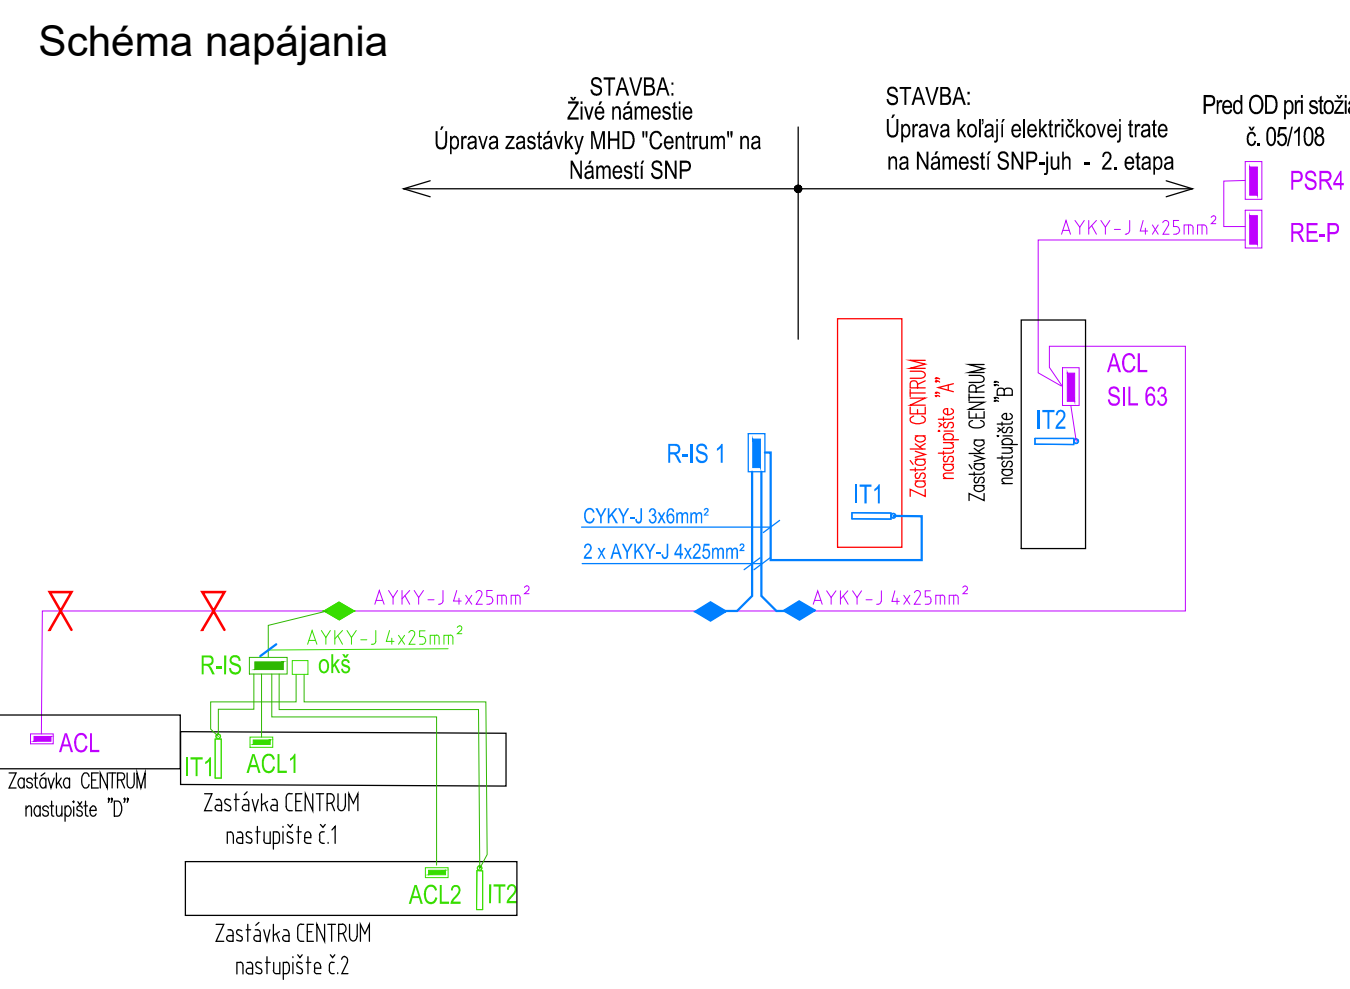 Schéma napájania
STAVBA:
Živé námestie
Úprava zastávky MHD "Centrum" na
Námestí SNP
STAVBA:
Úprava koľají električkovej trate
na Námestí SNP-juh - 2. etapa
Pred OD pri
č. 05/108
PSR4
RE-P
AYKY-J 4x25mm²
Zastávka CENTRUM
nastupište "A"
Zastávka CENTRUM
nastupište "B"
ACL
SIL 63
IT2
R-IS 1
IT1
CYKY-J 3x6mm²
2 x AYKY-J 4x25mm²
AYKY-J 4x25mm²
AYKY-J 4x25mm²
AYKY-J 4x25mm²
R-IS
okš
ACL
IT1
ACL1
Zastávka CENTRUM
nastupište "D"
Zastávka CENTRUM
nastupište č.1
ACL2
IT2
Zastávka CENTRUM
nastupište č.2